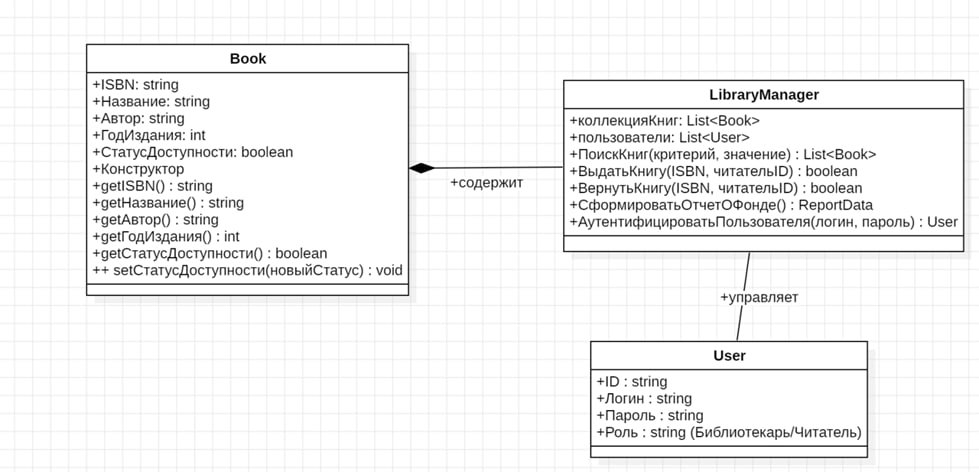 Book
+ISBN: string
+Название: string
+Автор: string
+ГодИздания: int
+СтатусДоступности: boolean
+Конструктор
+getISBN() : string
+getНазвание() : string
+getАвтор() : string
+getГодИздания() : int
+getСтатусДоступности() : boolean
++ setСтатусДоступности(новыйСтатус) : void
+содержит
LibraryManager
+коллекцияКниг: List<Book>
+пользователи: List<User>
+ПоискКниг(критерий, значение) : List<Book>
+ВыдатьКнигу(ISBN, читательID) : boolean
+ВернутьКнигу(ISBN, читательID) : boolean
+СформироватьОтчетОФонде() : ReportData
+АутентифицироватьПользователя(логин, пароль) : User
+управляет
User
+ID : string
+Логин : string
+Пароль : string
+Роль : string (Библиотекарь/Читатель)